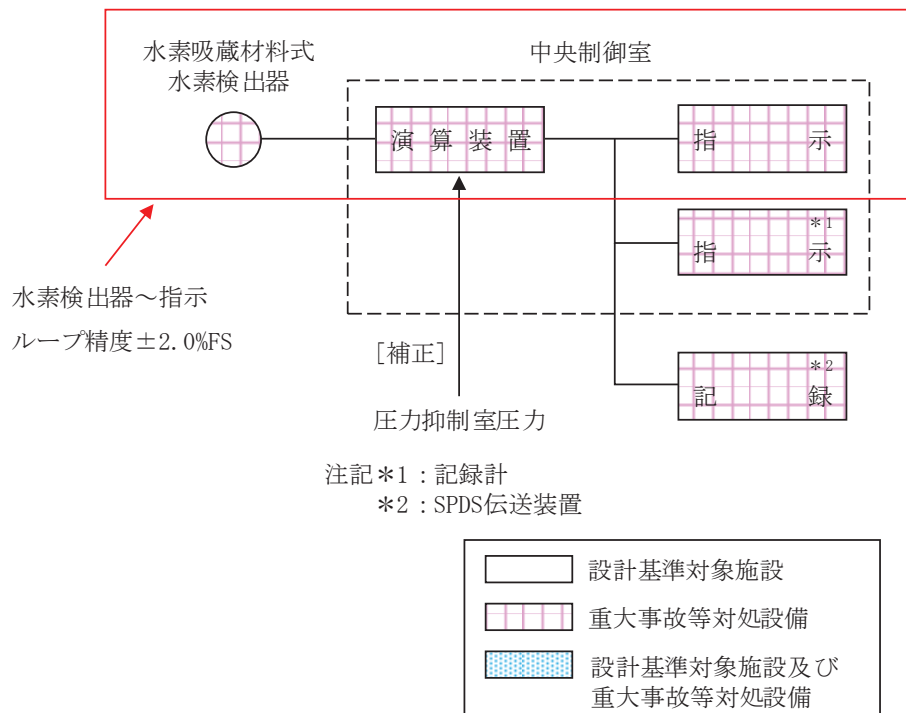 水素吸蔵材料式
水素検出器
中央制御室
演算装置
指示
*1
指示
水素検出器～指示
ループ精度±2.0%FS
[補正]
*2
記録
圧力抑制室圧力
注記*1：記録計
*2：SPDS伝送装置
設計基準対象施設
重大事故等対処設備
設計基準対象施設及び
重大事故等対処設備